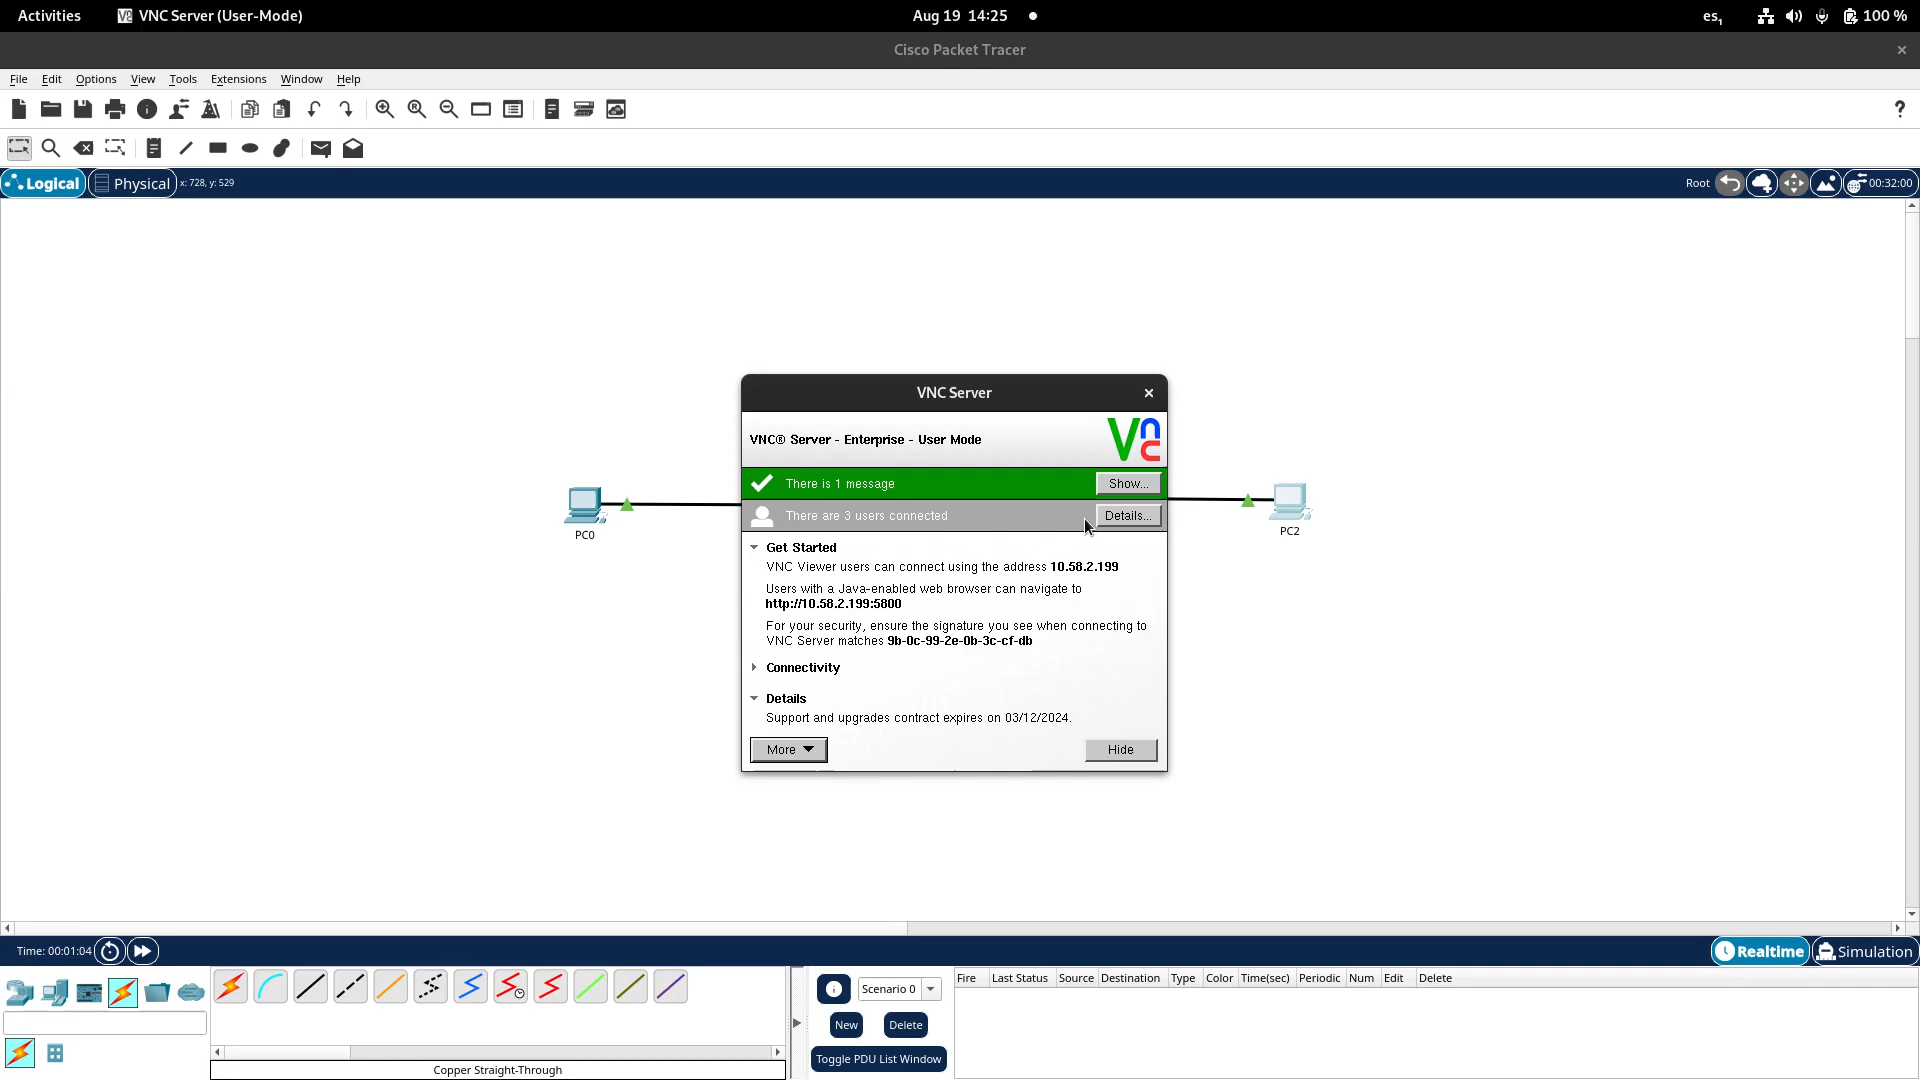 Activities
VNC Server (User-Mode)
Aug 19 14:25
es,
100 %
Cisco Packet Tracer
File Edit Options View Tools Extensions Window Help
Logical
Physical
x: 728, y: 529
Root
00:32:00
VNC Server
VNC® Server - Enterprise - User Mode
There is 1 message
Show...
There are 3 users connected
Details...
Get Started
VNC Viewer users can connect using the address 10.58.2.199
Users with a Java-enabled web browser can navigate to
http://10.58.2.199:5800
For your security, ensure the signature you see when connecting to
VNC Server matches 9b-0c-99-2e-0b-3c-cf-db
Connectivity
Details
Support and upgrades contract expires on 03/12/2024.
More
Hide
PC0
PC2
Time: 00:01:04
Realtime
Simulation
Scenario 0
New
Delete
Toggle PDU List Window
Fire Last Status Source Destination Type Color Time(sec) Periodic Num Edit Delete
Copper Straight-Through